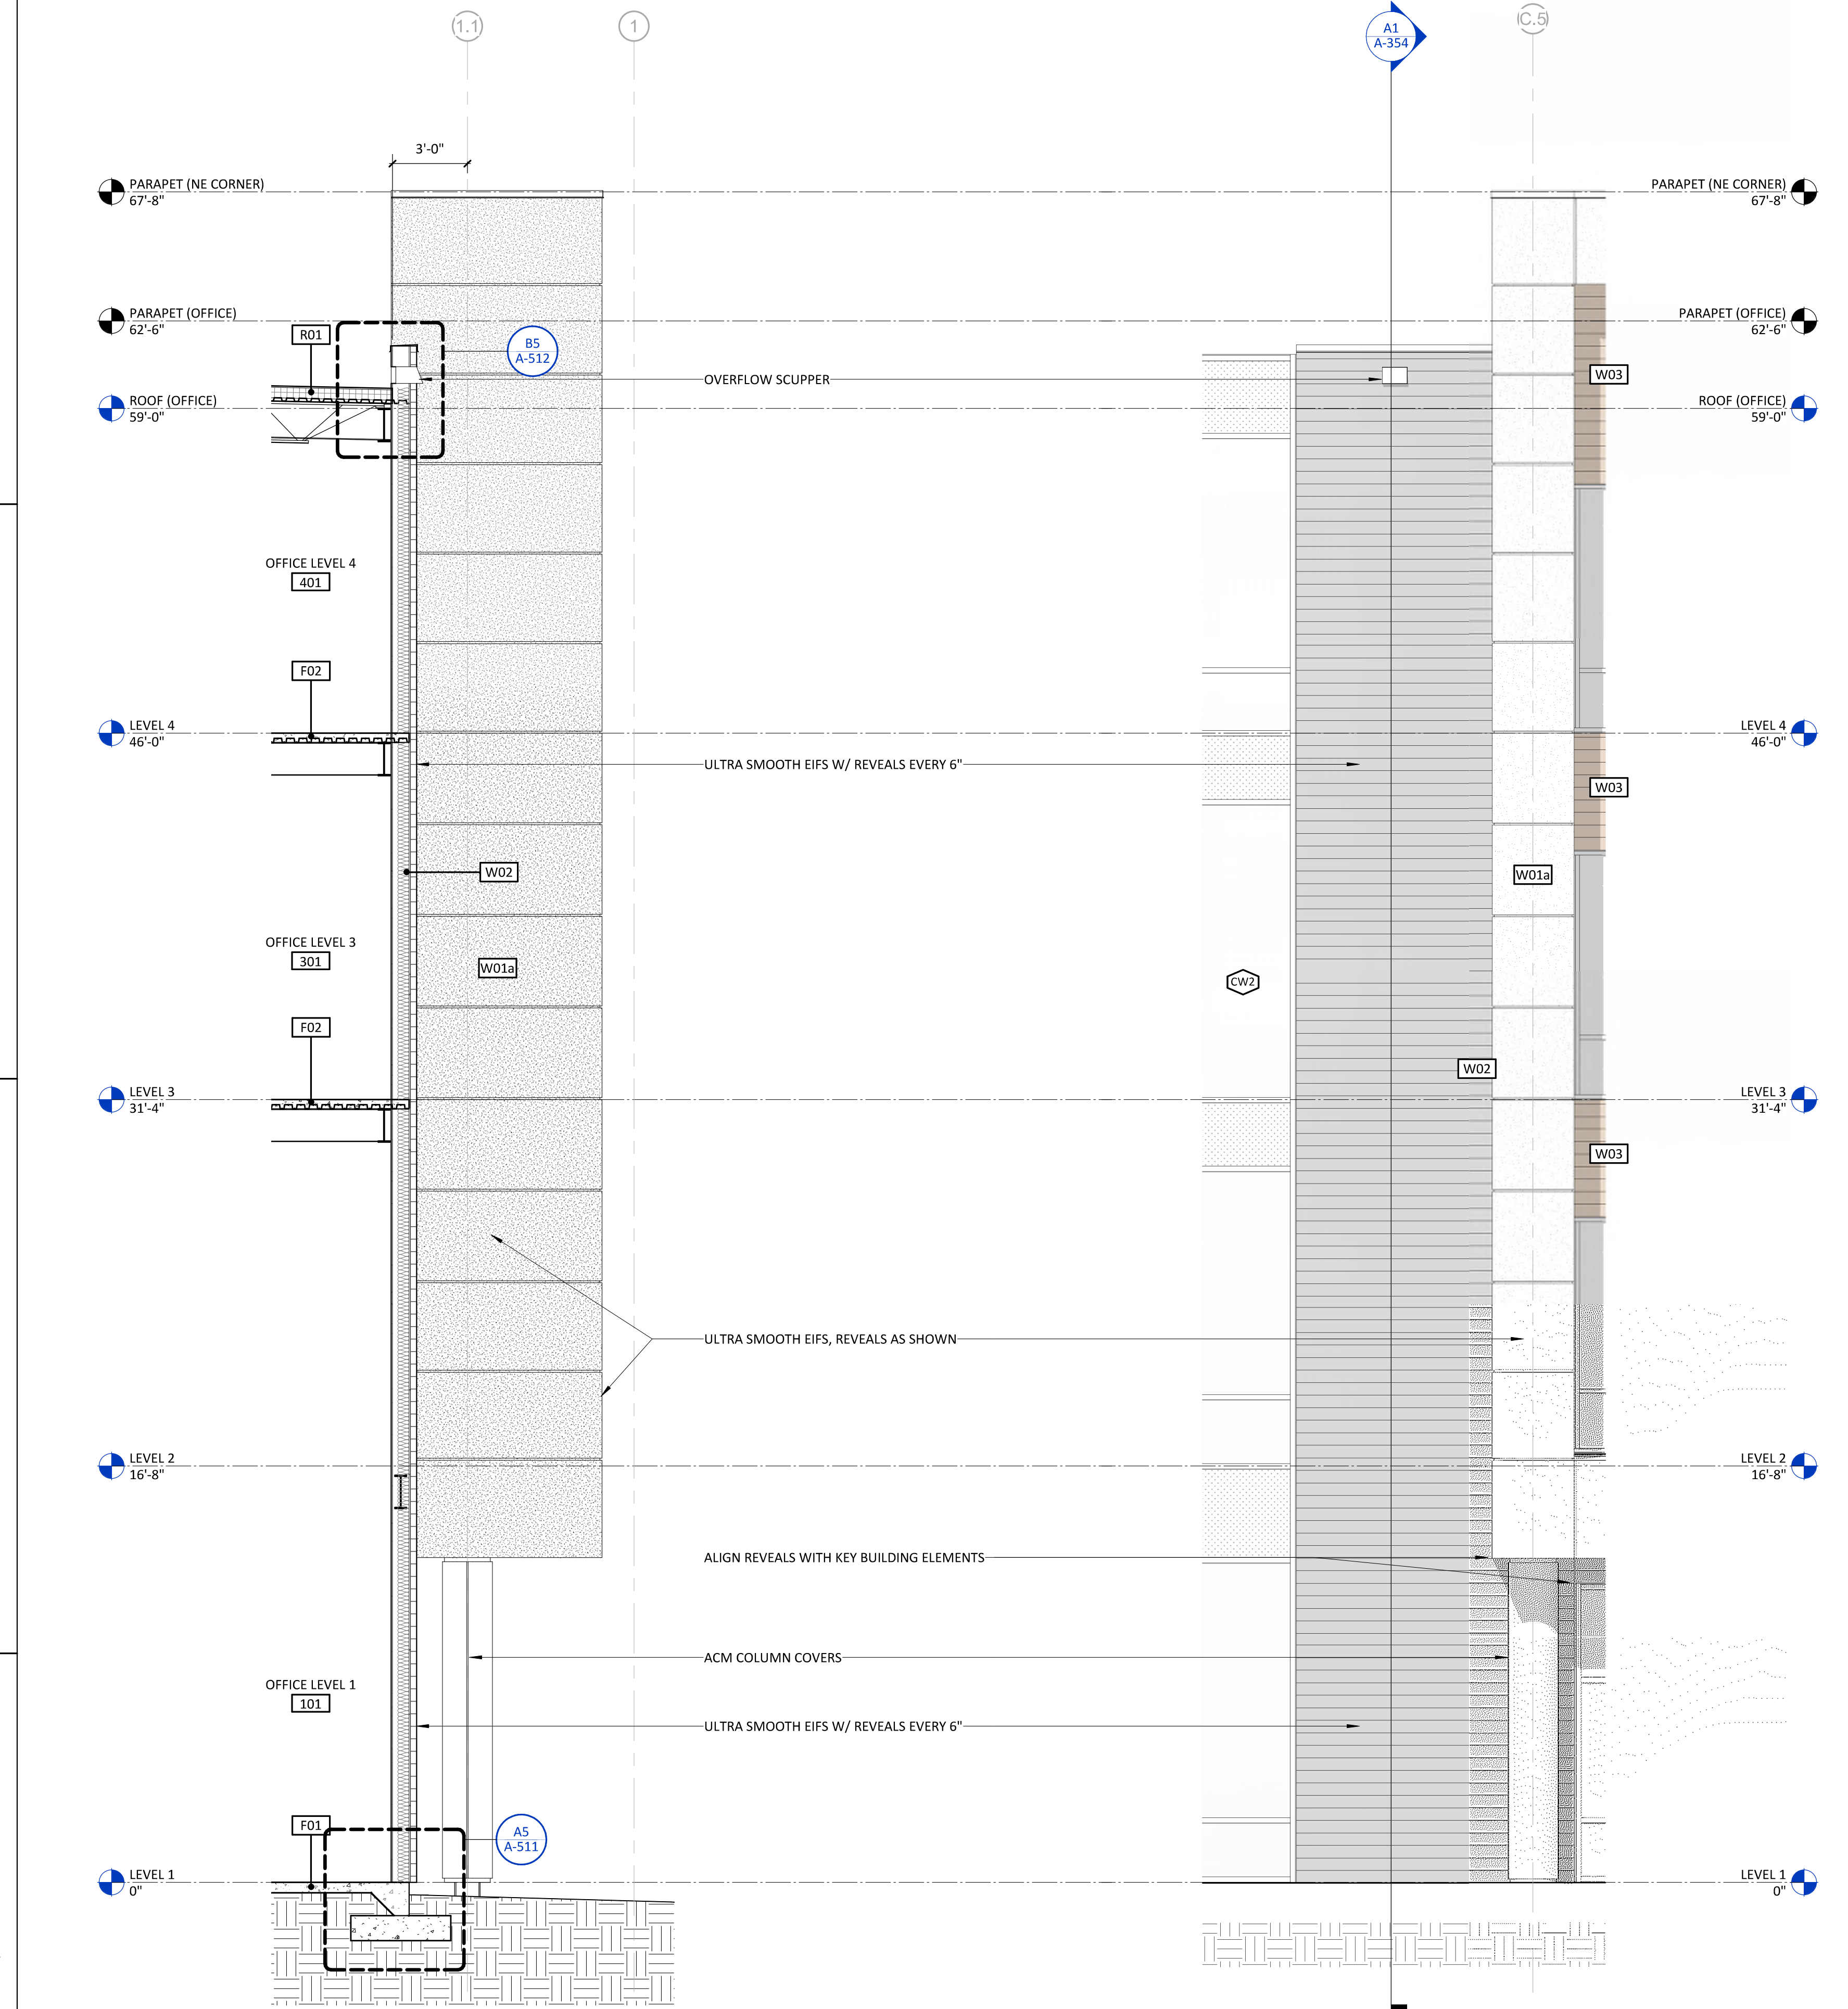 1.1
1
A1
A-354
C.5
3'-0"
PARAPET (NE CORNER)
67'-8"
PARAPET (NE CORNER)
67'-8"
PARAPET (OFFICE)
62'-6"
PARAPET (OFFICE)
62'-6"
R01
B5
A-512
OVERFLOW SCUPPER
W03
ROOF (OFFICE)
59'-0"
ROOF (OFFICE)
59'-0"
OFFICE LEVEL 4
401
F02
LEVEL 4
46'-0"
LEVEL 4
46'-0"
ULTRA SMOOTH EIFS W/ REVEALS EVERY 6"
W03
W02
W01a
OFFICE LEVEL 3
301
W01a
CW2
F02
W02
LEVEL 3
31'-4"
LEVEL 3
31'-4"
W03
ULTRA SMOOTH EIFS, REVEALS AS SHOWN
LEVEL 2
16'-8"
LEVEL 2
16'-8"
ALIGN REVEALS WITH KEY BUILDING ELEMENTS
ACM COLUMN COVERS
OFFICE LEVEL 1
101
ULTRA SMOOTH EIFS W/ REVEALS EVERY 6"
F01
A5
A-511
LEVEL 1
0"
LEVEL 1
0"